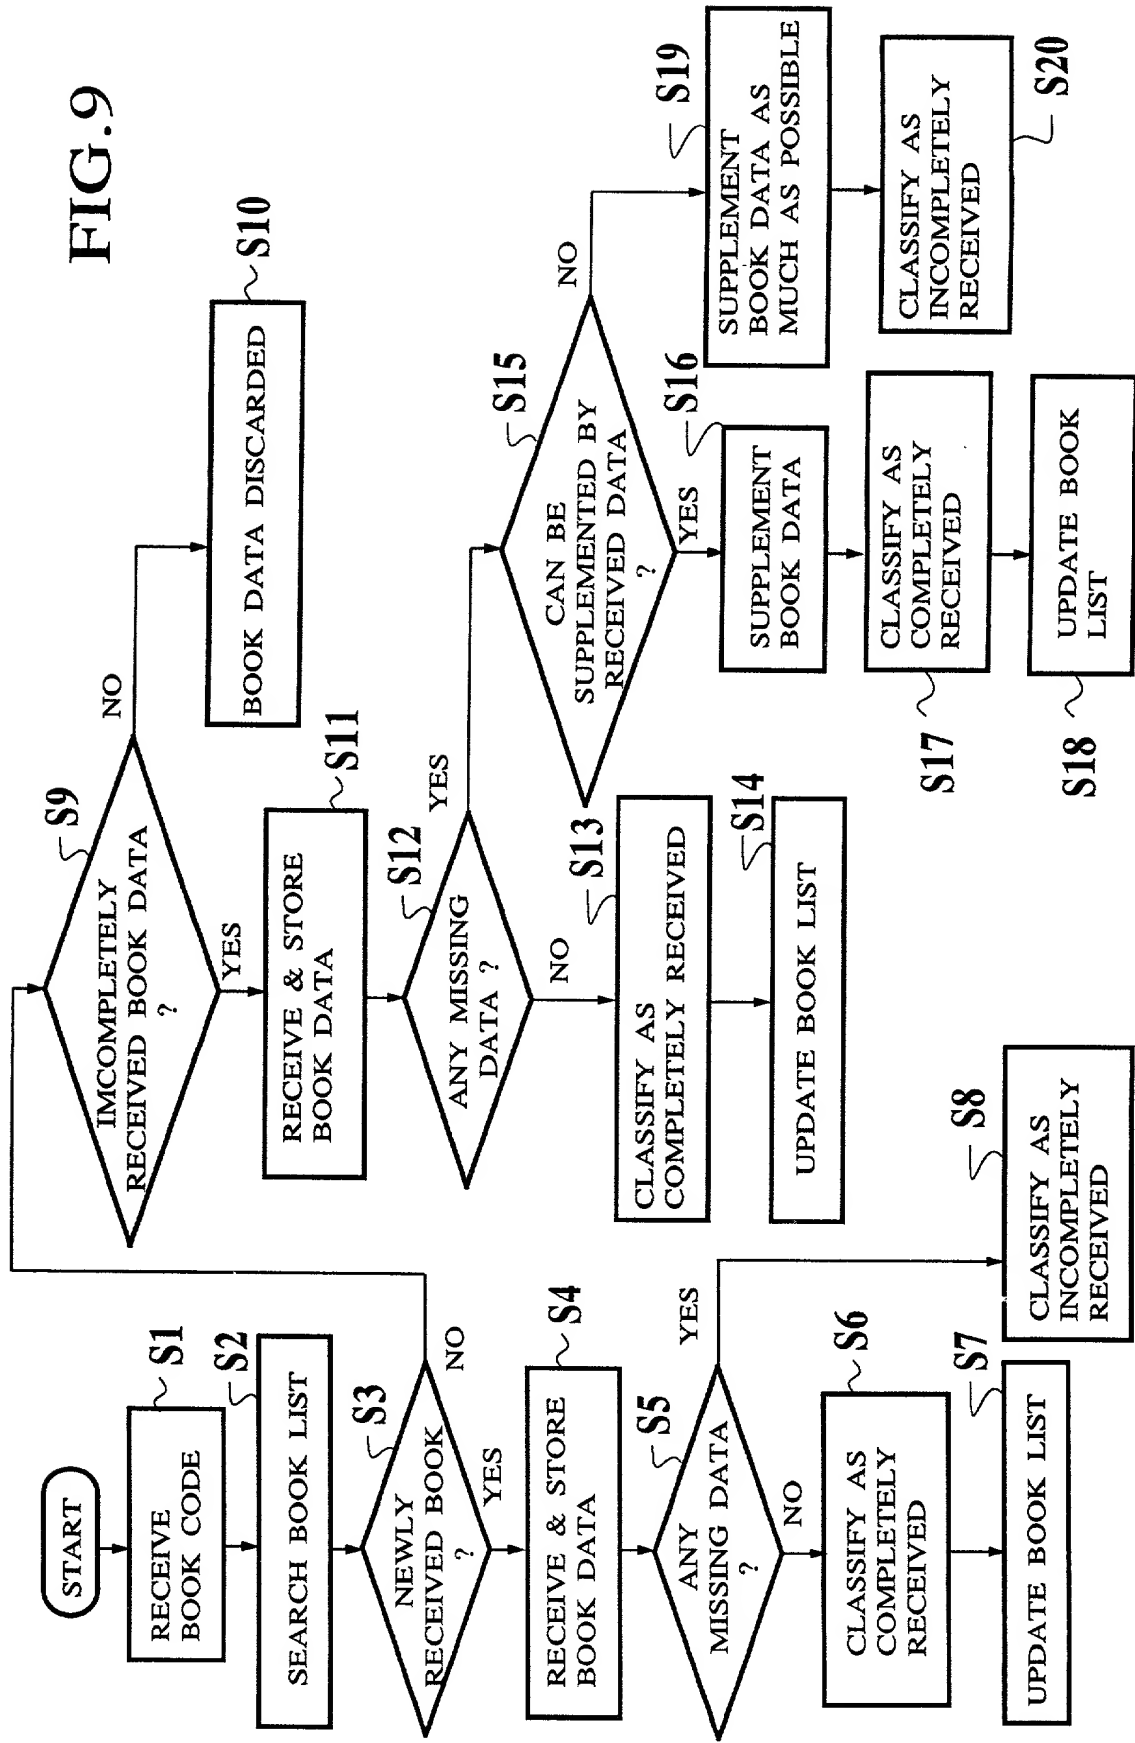 FIG.9
START
S1
RECEIVE
BOOK CODE
S2
SEARCH BOOK LIST
S3
NEWLY
RECEIVED BOOK
?
NO
YES
S4
RECEIVE & STORE
BOOK DATA
S5
ANY
MISSING DATA
?
YES
NO
S6
CLASSIFY AS
COMPLETELY
RECEIVED
S7
UPDATE BOOK LIST
S8
CLASSIFY AS
INCOMPLETELY
RECEIVED
S9
IMCOMPLETELY
RECEIVED BOOK DATA
?
NO
YES
S10
BOOK DATA DISCARDED
S11
RECEIVE & STORE
BOOK DATA
S12
ANY MISSING
DATA ?
YES
NO
S13
CLASSIFY AS
COMPLETELY RECEIVED
S14
UPDATE BOOK LIST
S15
CAN BE
SUPPLEMENTED BY
RECEIVED DATA
?
NO
YES
S16
SUPPLEMENT
BOOK DATA
S17
CLASSIFY AS
COMPLETELY
RECEIVED
S18
UPDATE BOOK
LIST
S19
SUPPLEMENT
BOOK DATA AS
MUCH AS POSSIBLE
S20
CLASSIFY AS
INCOMPLETELY
RECEIVED